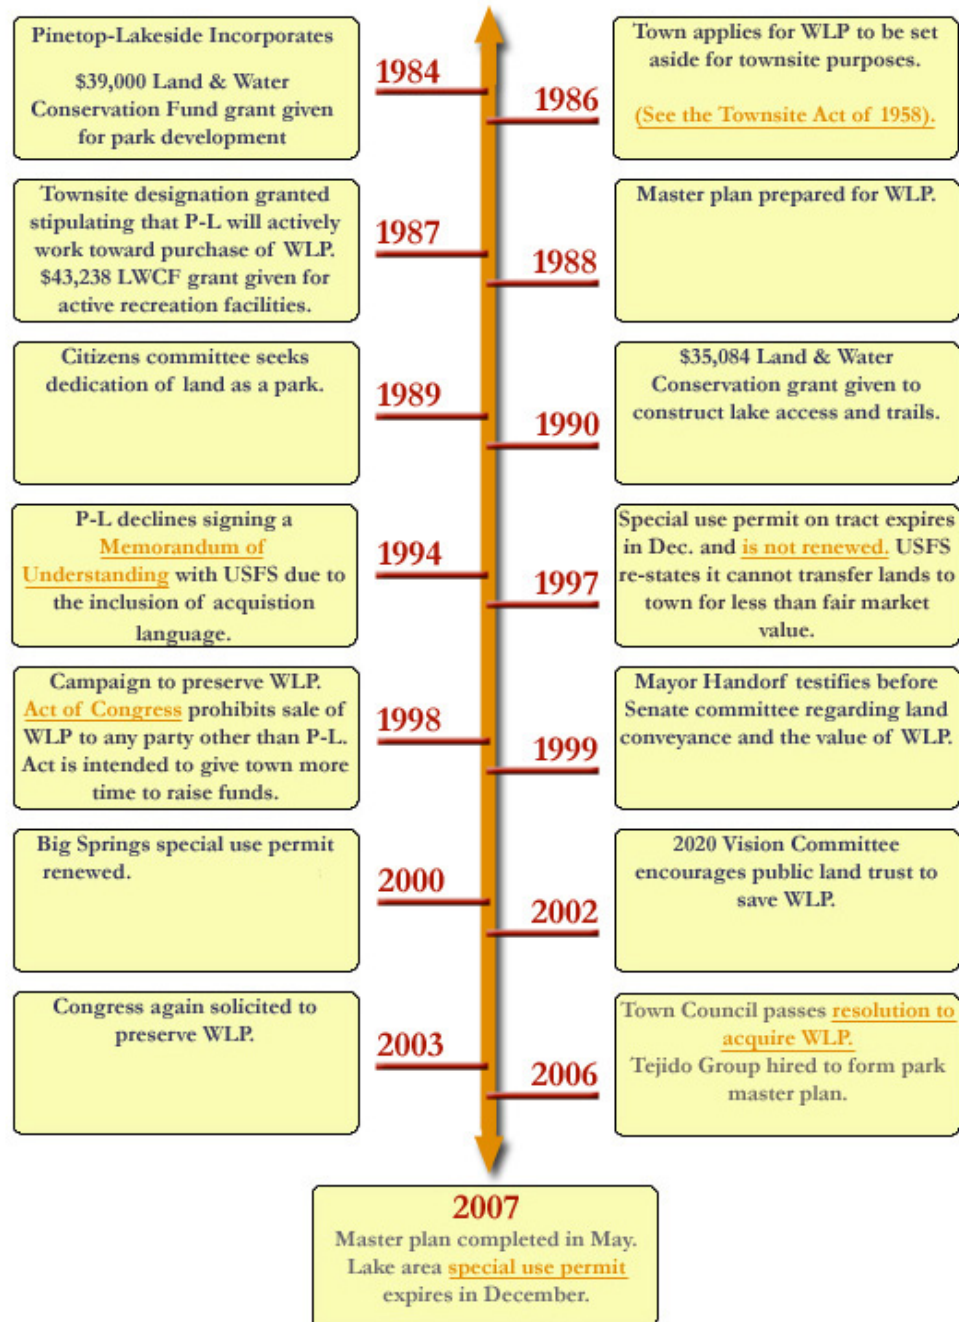 Pinetop-Lakeside Incorporates
$39,000 Land & Water
Conservation Fund grant given
for park development
1984
Town applies for WLP to be set
aside for townsite purposes.
(See the Townsite Act of 1958).
1986
Townsite designation granted
stipulating that P-L will actively
work toward purchase of WLP.
$43,238 LWCF grant given for
active recreation facilities.
1987
Master plan prepared for WLP.
1988
Citizens committee seeks
dedication of land as a park.
1989
$35,084 Land & Water
Conservation grant given to
construct lake access and trails.
1990
P-L declines signing a
Memorandum of
Understanding with USFS due to
the inclusion of acquistion
language.
1994
Special use permit on tract expires
in Dec. and is not renewed. USFS
re-states it cannot transfer lands to
town for less than fair market
value.
1997
Campaign to preserve WLP.
Act of Congress prohibits sale of
WLP to any party other than P-L.
Act is intended to give town more
time to raise funds.
1998
Mayor Handorf testifies before
Senate committee regarding land
conveyance and the value of WLP.
1999
Big Springs special use permit
renewed.
2000
2020 Vision Committee
encourages public land trust to
save WLP.
2002
Congress again solicited to
preserve WLP.
2003
Town Council passes resolution to
acquire WLP.
Tejido Group hired to form park
master plan.
2006
2007
Master plan completed in May.
Lake area special use permit
expires in December.